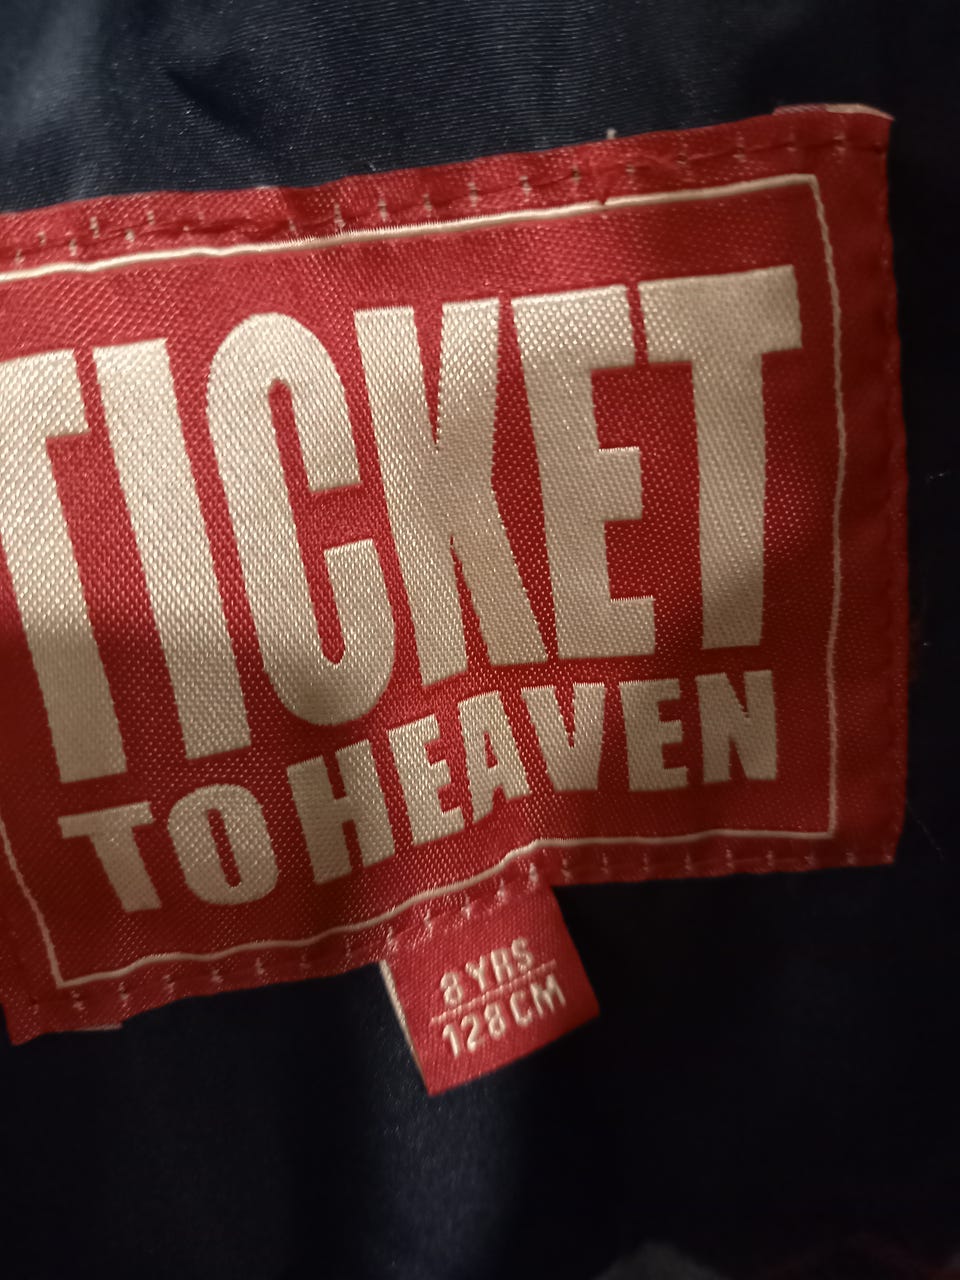 TICKET
TO HEAVEN
8 YRS
128 CM